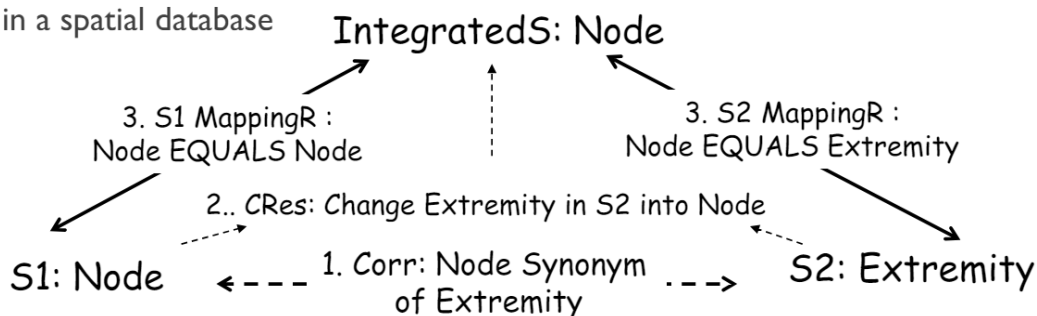 in a spatial database
IntegratedS: Node
3. S1 MappingR :
Node EQUALS Node
3. S2 MappingR :
Node EQUALS Extremity
2.. CRes: Change Extremity in S2 into Node
S1: Node
1. Corr: Node Synonym
of Extremity
S2: Extremity